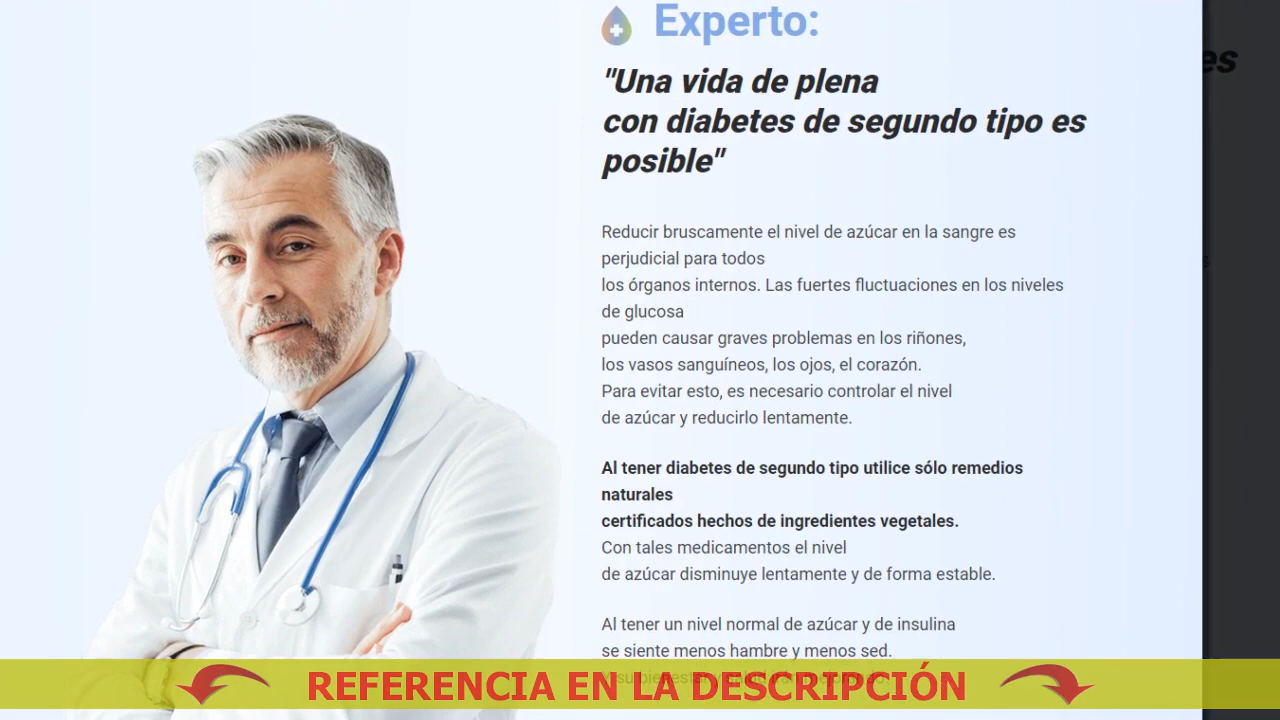 Experto:
"Una vida de plena
con diabetes de segundo tipo es
posible"
Reducir bruscamente el nivel de azúcar en la sangre es
perjudicial para todos
los órganos internos. Las fuertes fluctuaciones en los niveles
de glucosa
pueden causar graves problemas en los riñones,
los vasos sanguíneos, los ojos, el corazón.
Para evitar esto, es necesario controlar el nivel
de azúcar y reducirlo lentamente.
Al tener diabetes de segundo tipo utilice sólo remedios
naturales
certificados hechos de ingredientes vegetales.
Con tales medicamentos el nivel
de azúcar disminuye lentamente y de forma estable.
Al tener un nivel normal de azúcar y de insulina
se siente menos hambre y menos sed.
REFERENCIA EN LA DESCRIPCIÓN
es